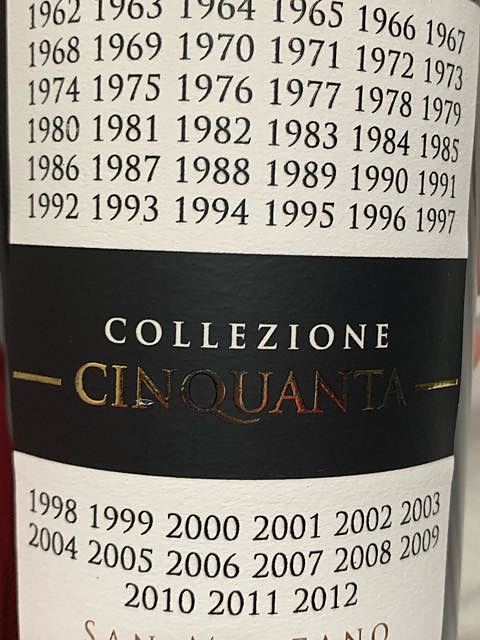 1962 1963 1964 1965 1966 1967
1968 1969 1970 1971 1972 1973
1974 1975 1976 1977 1978 1979
1980 1981 1982 1983 1984 1985
1986 1987 1988 1989 1990 1991
1992 1993 1994 1995 1996 1997
COLLEZIONE
CINQUANTA
1998 1999 2000 2001 2002 2003
2004 2005 2006 2007 2008 2009
2010 2011 2012
SAN MARZANO